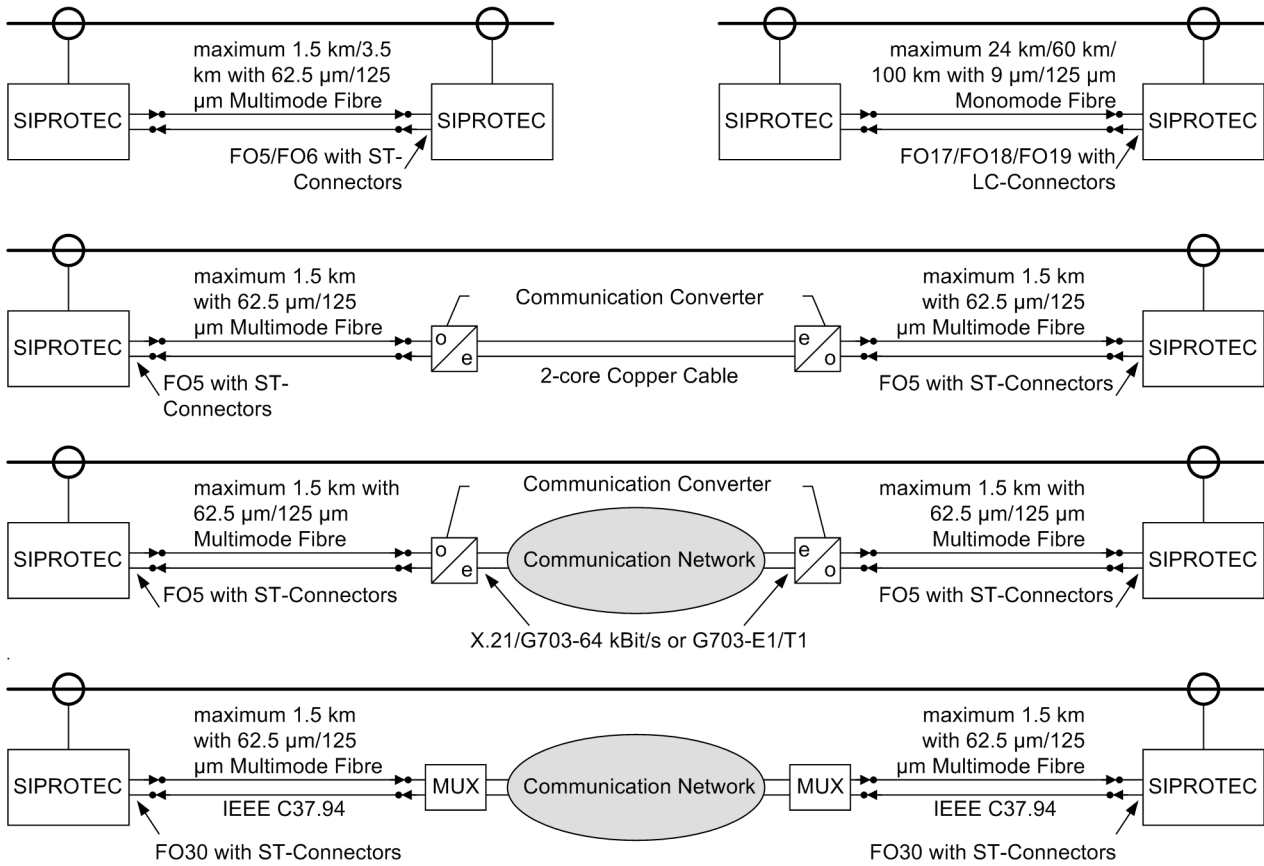 maximum 1.5 km/3.5
km with 62.5 µm/125
µm Multimode Fibre
SIPROTEC
SIPROTEC
FO5/FO6 with ST-
Connectors
maximum 24 km/60 km/
100 km with 9 µm/125 µm
Monomode Fibre
SIPROTEC
SIPROTEC
FO17/FO18/FO19 with
LC-Connectors
maximum 1.5 km
with 62.5 µm/125
µm Multimode Fibre
Communication Converter
maximum 1.5 km
with 62.5 µm/125
µm Multimode Fibre
SIPROTEC
o
e
e
o
SIPROTEC
FO5 with ST-
Connectors
2-core Copper Cable
FO5 with ST-Connectors
maximum 1.5 km with
62.5 µm/125 µm
Multimode Fibre
Communication Converter
maximum 1.5 km with
62.5 µm/125 µm
Multimode Fibre
SIPROTEC
o
e
Communication Network
e
o
SIPROTEC
FO5 with ST-Connectors
FO5 with ST-Connectors
X.21/G703-64 kBit/s or G703-E1/T1
maximum 1.5 km
with 62.5 µm/125
µm Multimode Fibre
maximum 1.5 km
with 62.5 µm/125
µm Multimode Fibre
SIPROTEC
MUX
Communication Network
MUX
SIPROTEC
IEEE C37.94
IEEE C37.94
FO30 with ST-Connectors
FO30 with ST-Connectors